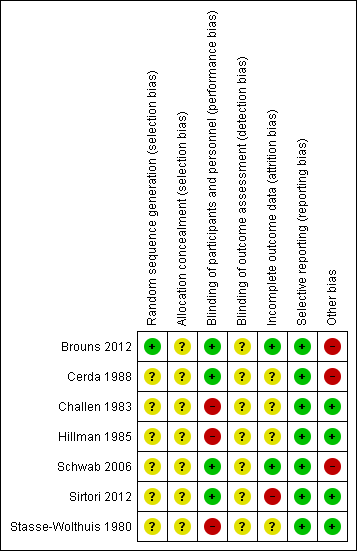 Random sequence generation (selection bias)
Allocation concealment (selection bias)
Blinding of participants and personnel (performance bias)
Blinding of outcome assessment (detection bias)
Incomplete outcome data (attrition bias)
Selective reporting (reporting bias)
Other bias
Brouns 2012 + ? + ? + + -
Cerda 1988 ? ? + ? ? + -
Challen 1983 ? ? - ? ? + +
Hillman 1985 ? ? - ? ? + +
Schwab 2006 ? ? + ? + + -
Sirtori 2012 ? ? + ? - + +
Stasse-Wolthuis 1980 ? ? - ? ? + +